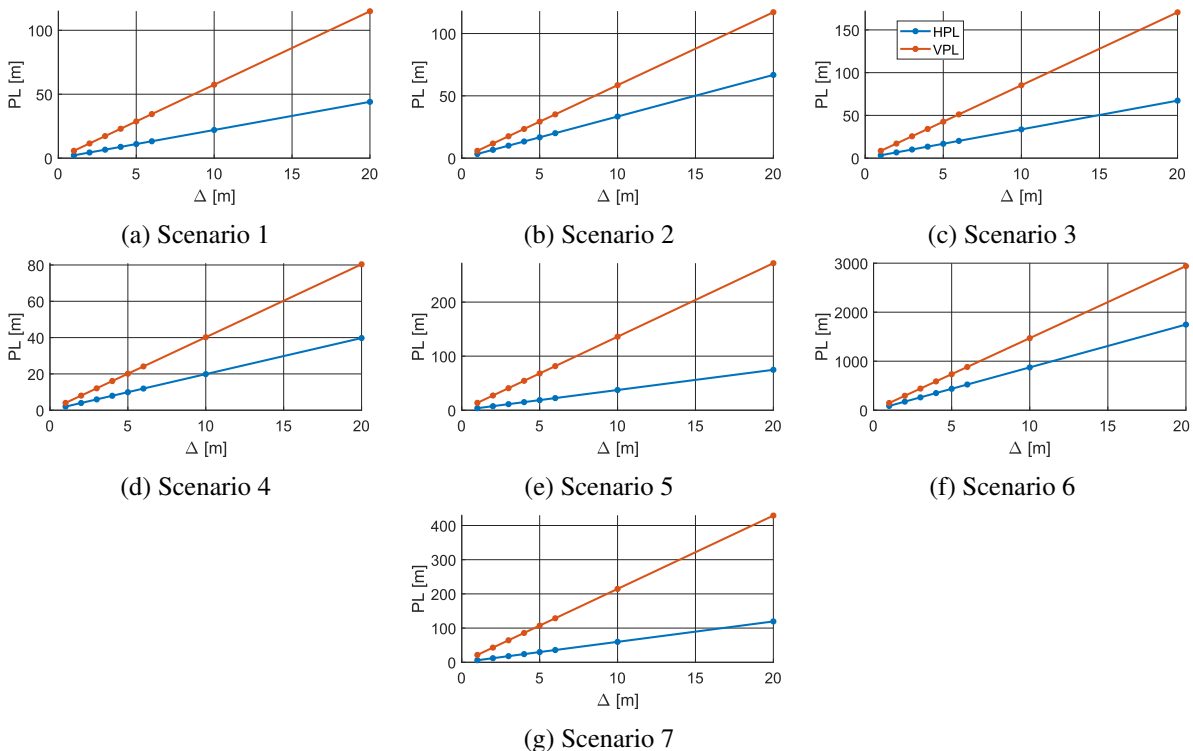 PL [m]
100
50
0
0 5 10 15 20
Δ [m]
(a) Scenario 1
PL [m]
100
50
0
0 5 10 15 20
Δ [m]
(b) Scenario 2
PL [m]
150
100
50
0
0 5 10 15 20
HPL
VPL
Δ [m]
(c) Scenario 3
PL [m]
80
60
40
20
0
0 5 10 15 20
Δ [m]
(d) Scenario 4
PL [m]
200
100
0
0 5 10 15 20
Δ [m]
(e) Scenario 5
PL [m]
3000
2000
1000
0
0 5 10 15 20
Δ [m]
(f) Scenario 6
PL [m]
400
300
200
100
0
0 5 10 15 20
Δ [m]
(g) Scenario 7